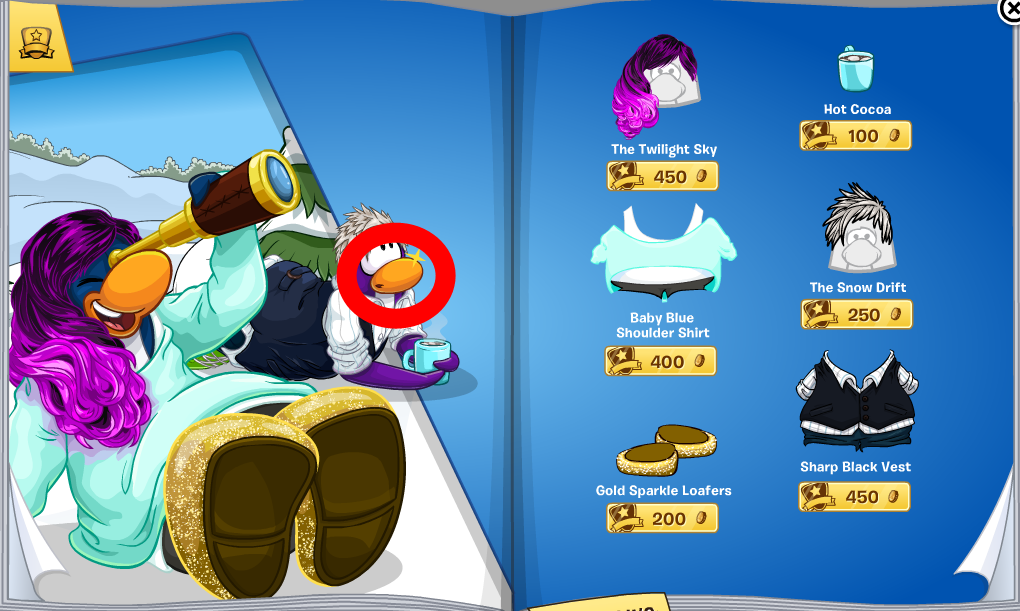 The Twilight Sky
450
Hot Cocoa
100
Baby Blue
Shoulder Shirt
400
The Snow Drift
250
Gold Sparkle Loafers
200
Sharp Black Vest
450